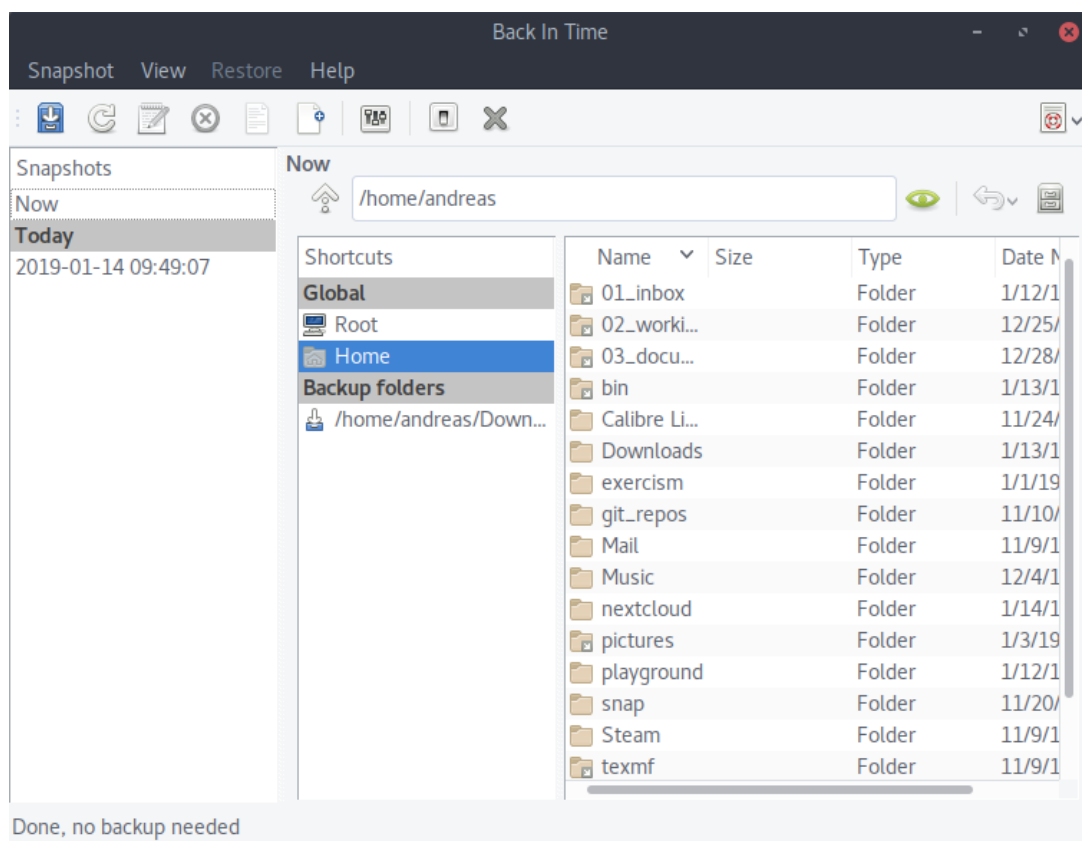 Back In Time
Snapshot View Restore Help
Snapshots
Now
Today
2019-01-14 09:49:07
Now
/home/andreas
Shortcuts
Global
Root
Home
Backup folders
/home/andreas/Down...
Name Size Type Date
01_inbox Folder 1/12/1
02_worki... Folder 12/25/
03_docu... Folder 12/28/
bin Folder 1/13/1
Calibre Li... Folder 11/24/
Downloads Folder 1/13/1
exercism Folder 1/1/19
git_repos Folder 11/10/
Mail Folder 11/9/1
Music Folder 12/4/1
nextcloud Folder 1/14/1
pictures Folder 1/3/19
playground Folder 1/12/1
snap Folder 11/20/
Steam Folder 11/9/1
texmf Folder 11/9/1
Done, no backup needed